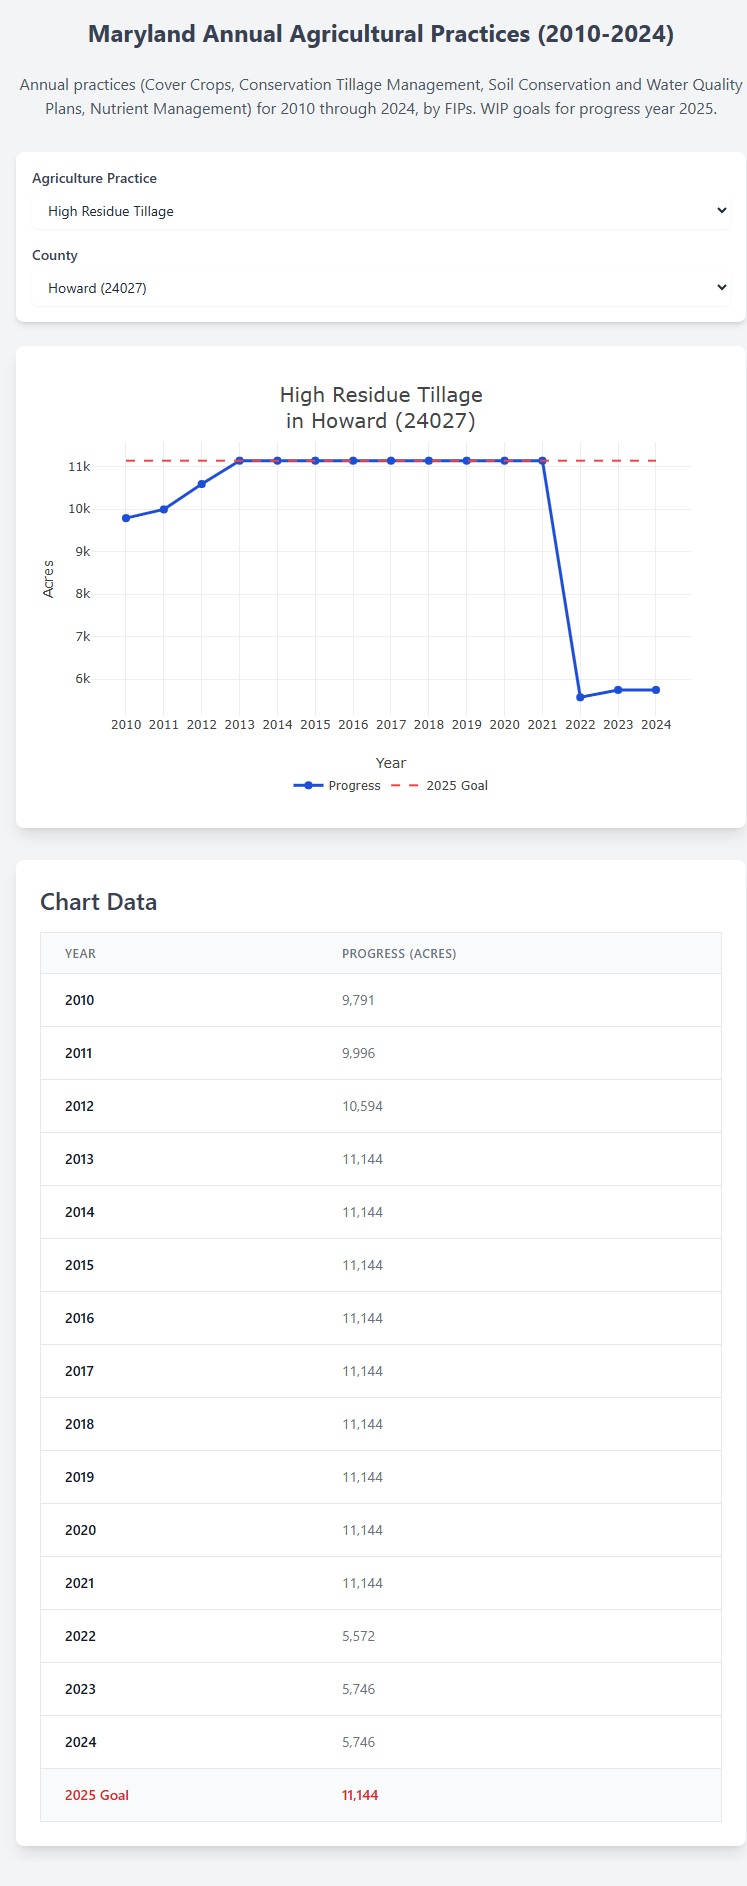 Maryland Annual Agricultural Practices (2010-2024)
Annual practices (Cover Crops, Conservation Tillage Management, Soil Conservation and Water Quality
Plans, Nutrient Management) for 2010 through 2024, by FIPs. WIP goals for progress year 2025.
Agriculture Practice
High Residue Tillage
County
Howard (24027)
High Residue Tillage
in Howard (24027)
11k
10k
9k
8k
7k
6k
Acres
2010 2011 2012 2013 2014 2015 2016 2017 2018 2019 2020 2021 2022 2023 2024
Year
Progress 2025 Goal
Chart Data
YEAR PROGRESS (ACRES)
2010 9,791
2011 9,996
2012 10,594
2013 11,144
2014 11,144
2015 11,144
2016 11,144
2017 11,144
2018 11,144
2019 11,144
2020 11,144
2021 11,144
2022 5,572
2023 5,746
2024 5,746
2025 Goal 11,144